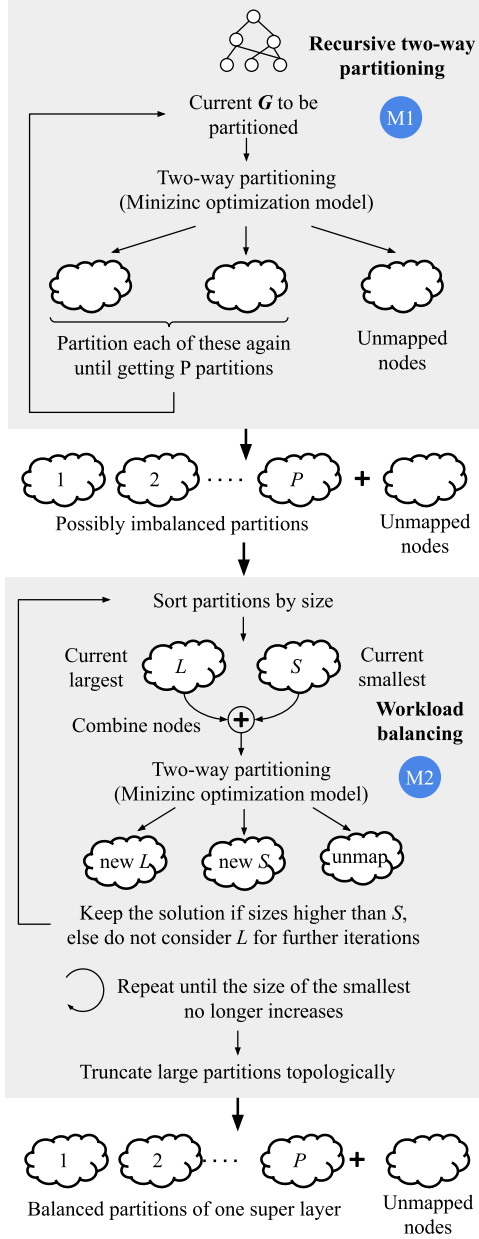 Recursive two-way
partitioning
M1
Current G to be
partitioned
Two-way partitioning
(Minizinc optimization model)
Partition each of these again
until getting P partitions
Unmapped
nodes
1 2 .... P +
Possibly imbalanced partitions
Unmapped
nodes
Sort partitions by size
Current
largest
L
S
Current
smallest
Combine nodes
+
Workload
balancing
M2
Two-way partitioning
(Minizinc optimization model)
new L new S unmap
Keep the solution if sizes higher than S,
else do not consider L for further iterations
Repeat until the size of the smallest
no longer increases
Truncate large partitions topologically
1 2 .... P +
Balanced partitions of one super layer
Unmapped
nodes